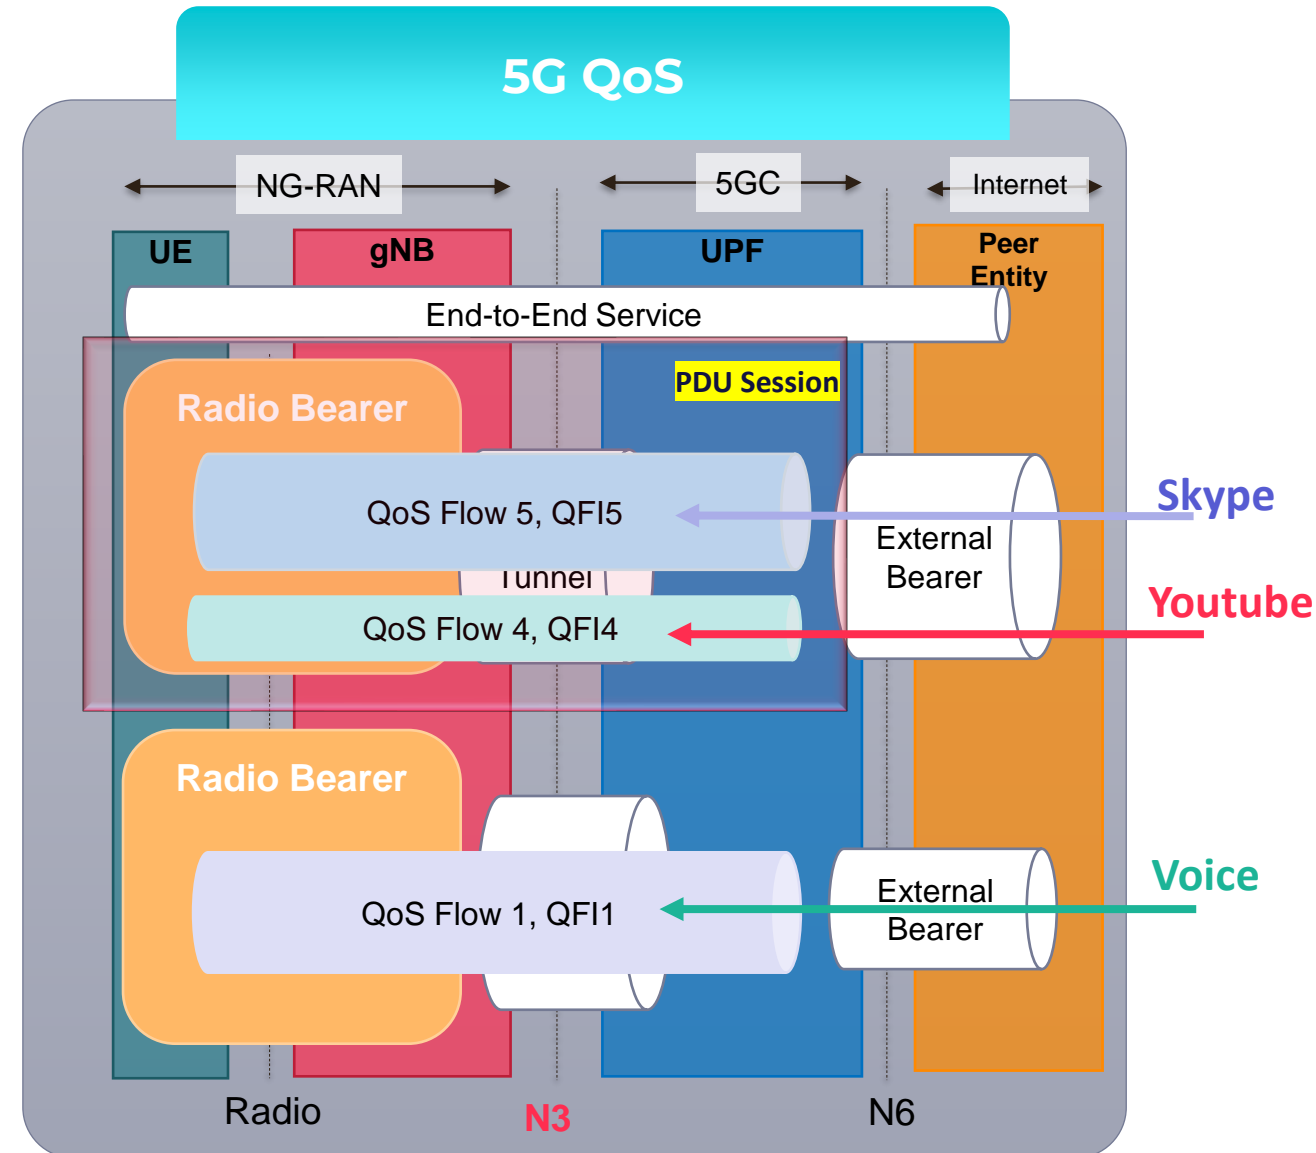 5G QoS
NG-RAN
5GC
Internet
UE
gNB
UPF
Peer
Entity
End-to-End Service
PDU Session
Radio Bearer
Skype
QoS Flow 5, QFI5
External
Bearer
Tunnel
Youtube
QoS Flow 4, QFI4
Radio Bearer
Voice
External
Bearer
QoS Flow 1, QFI1
Radio
N3
N6